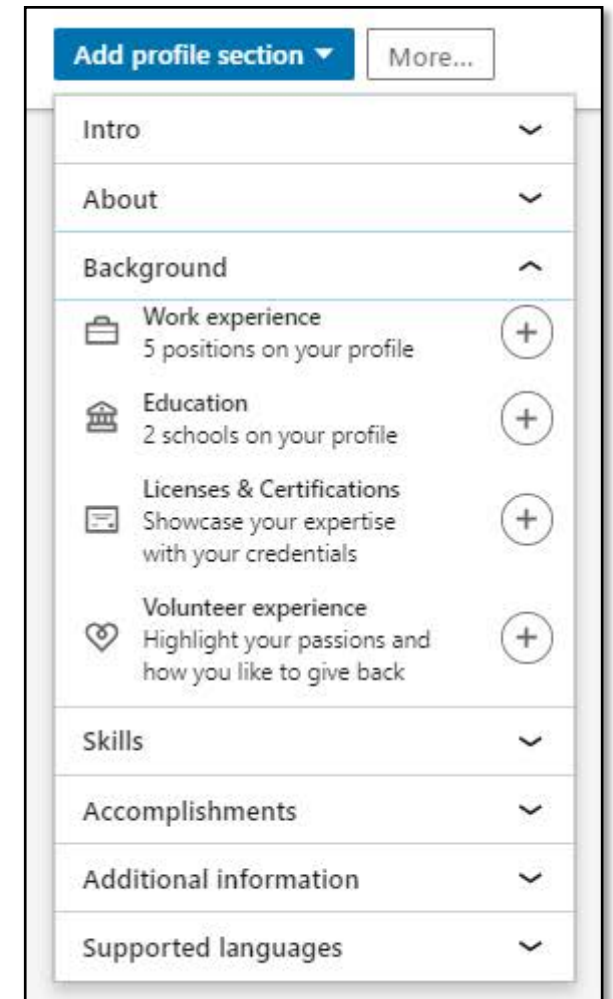 Add profile section
More...
Intro
About
Background
Work experience
5 positions on your profile
Education
2 schools on your profile
Licenses & Certifications
Showcase your expertise
with your credentials
Volunteer experience
Highlight your passions and
how you like to give back
Skills
Accomplishments
Additional information
Supported languages